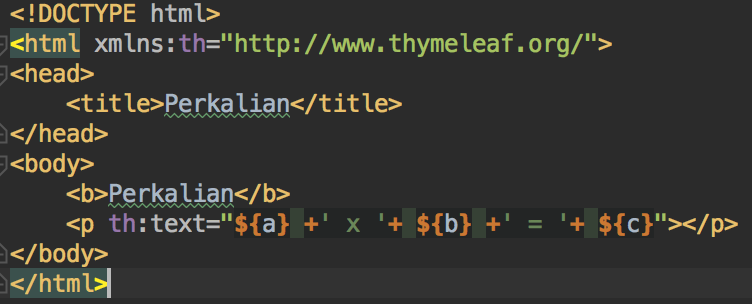 <!DOCTYPE html>
<html xmlns:th="http://www.thymeleaf.org/">
<head>
    <title>Perkalian</title>
</head>
<body>
    <b>Perkalian</b>
    <p th:text="${a} +' x '+ ${b} +' = '+ ${c}"></p>
</body>
</html>